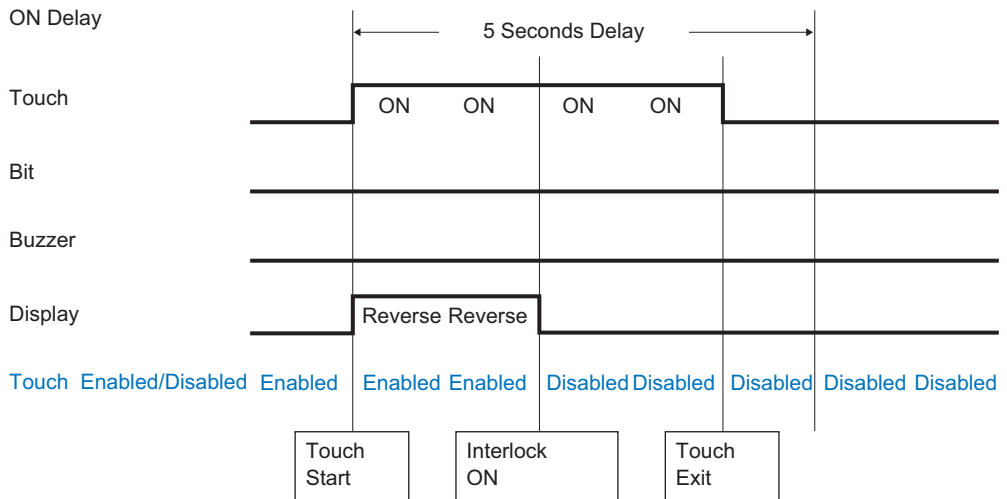 ON Delay
5 Seconds Delay
Touch
ON ON ON ON
Bit
Buzzer
Display
Reverse Reverse
Touch Enabled/Disabled Enabled Enabled Enabled Disabled Disabled Disabled Disabled Disabled
Touch
Start
Interlock
ON
Touch
Exit